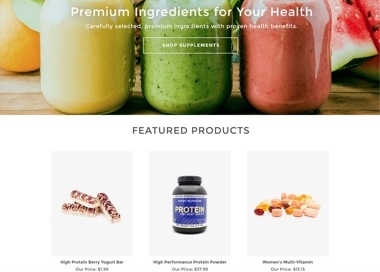 Premium Ingredients for Your Health
Carefully selected, premium ingredients with proven health benefits.
SHOP SUPPLEMENTS
FEATURED PRODUCTS
PROTEIN
High Protein Berry Yogurt Bar
Our Price: $1.99
High Performance Protein Powder
Our Price: $37.99
Women's Multi-Vitamin
Our Price: $13.15